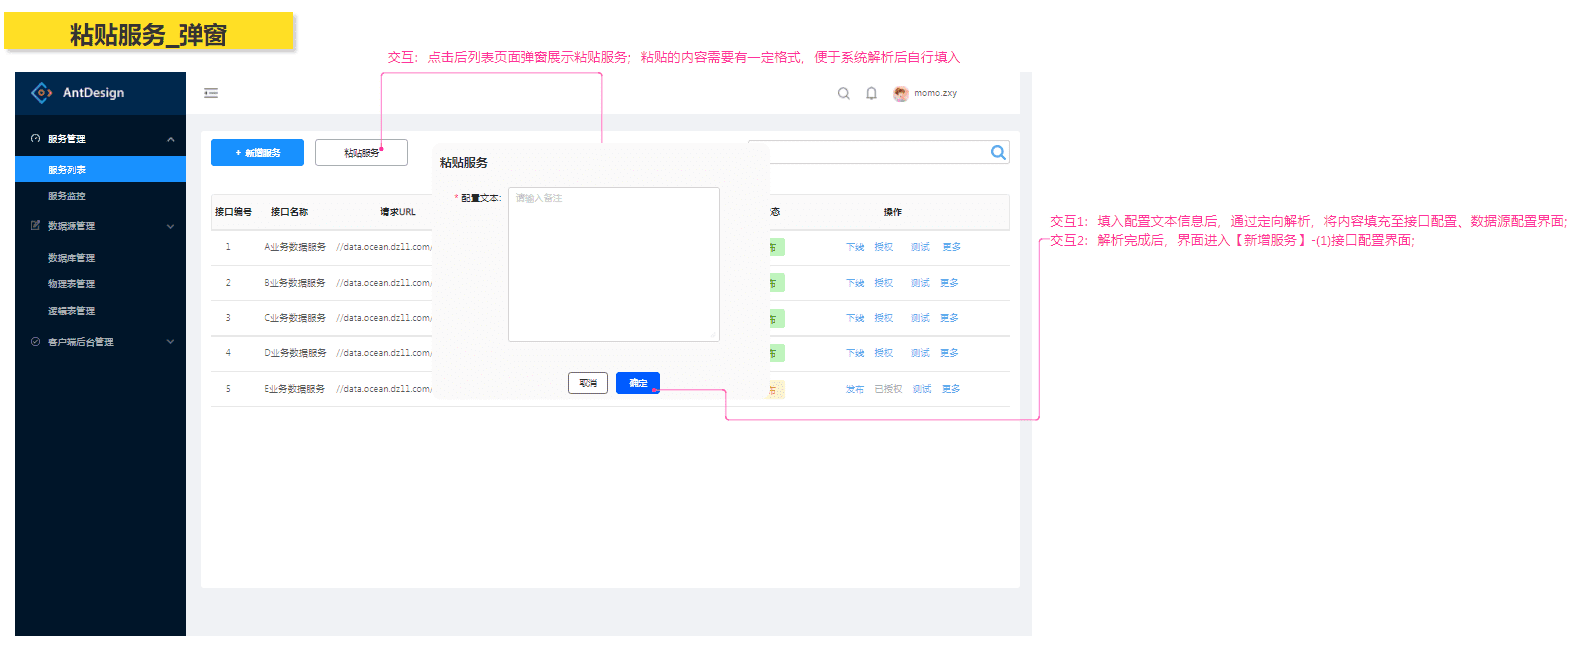 粘贴服务_弹窗
交互：点击后列表页面弹窗展示粘贴服务；粘贴的内容需要有一定格式，便于系统解析后自行填入
AntDesign
momo.zxy
服务管理
服务列表
服务监控
数据源管理
数据库管理
物理表管理
逻辑表管理
客户端后台管理
+ 新增服务
粘贴服务
粘贴服务
* 配置文本：
请输入备注
取消
确定
接口编号 接口名称 请求URL 态 操作
1 A业务数据服务 //data.ocean.dzll.com/ 布 下线 授权 测试 更多
2 B业务数据服务 //data.ocean.dzll.com/ 布 下线 授权 测试 更多
3 C业务数据服务 //data.ocean.dzll.com/ 布 下线 授权 测试 更多
4 D业务数据服务 //data.ocean.dzll.com/ 布 下线 授权 测试 更多
5 E业务数据服务 //data.ocean.dzll.com/ 布 发布 已授权 测试 更多
交互1：填入配置文本信息后，通过定向解析，将内容填充至接口配置、数据源配置界面;
交互2：解析完成后，界面进入【新增服务】-(1)接口配置界面;